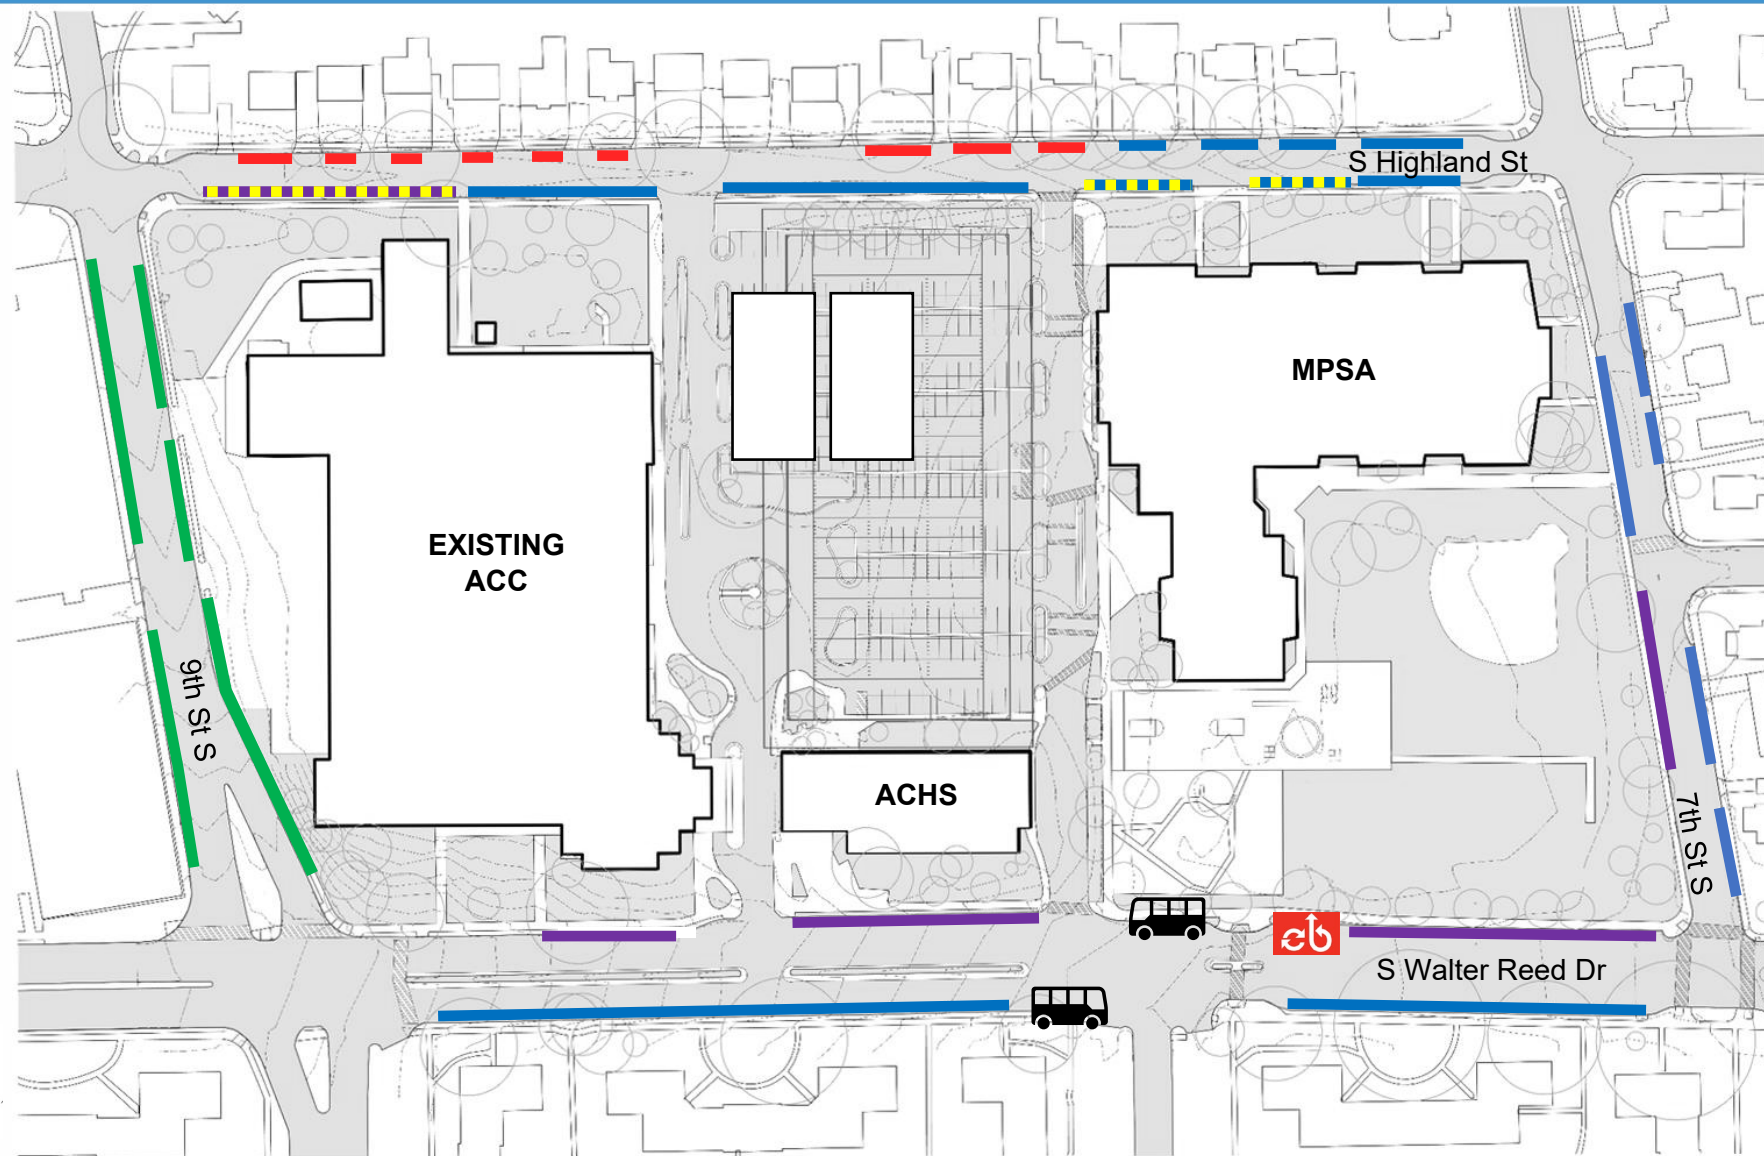 S Highland St
MPSA
EXISTING
ACC
9th St S
ACHS
7th St S
S Walter Reed Dr